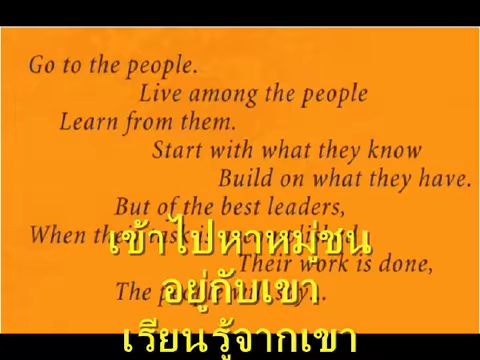 Go to the people.
Live among the people
Learn from them.
Start with what they know
Build on what they have.
But of the best leaders,
When their task is
Their work is done,
The people
เข้าไปหาหมู่ชน
อยู่กับเขา
เรียนรู้จากเขา